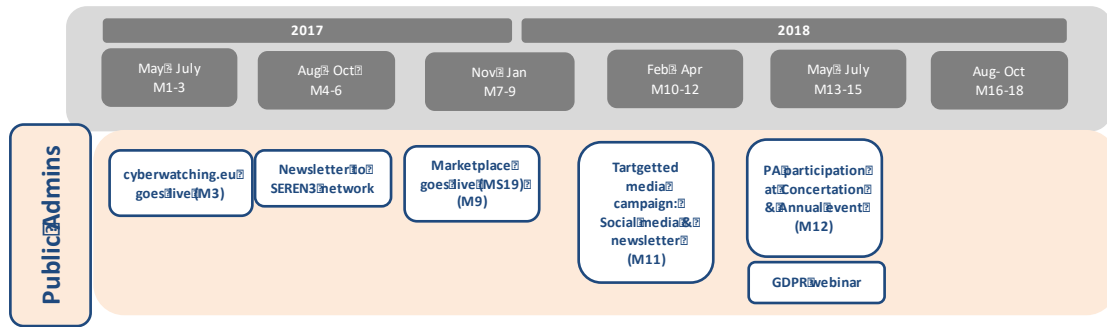 2017
2018
May - July
M1-3
Aug - Oct
M4-6
Nov - Jan
M7-9
Feb - Apr
M10-12
May - July
M13-15
Aug- Oct
M16-18
Public Admins
cyberwatching.eu
goes live (M3)
Newsletter to
SEREN3 network
Marketplace
goes live (MS19)
(M9)
Tartgetted
media
campaign:
Social media &
newsletter
(M11)
PA participation
at Concertation
& Annual event
(M12)
GDPR webinar